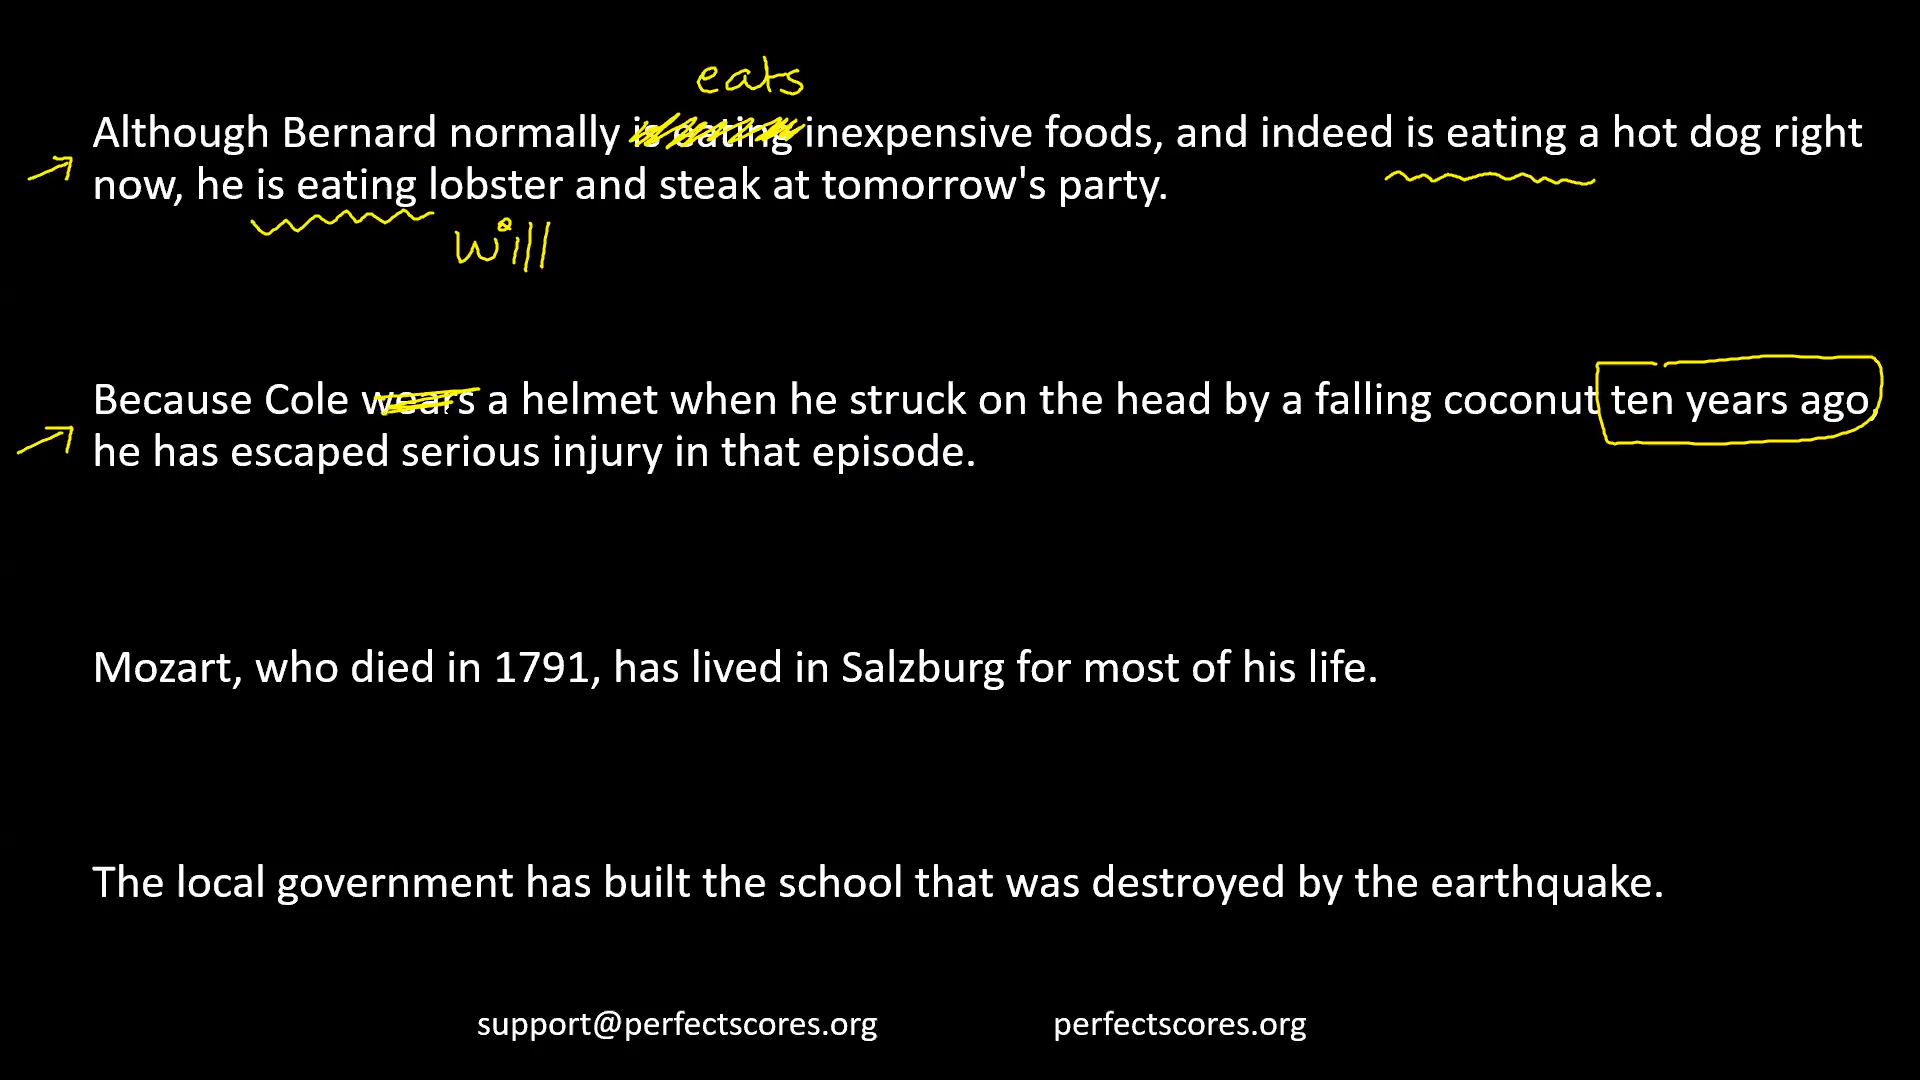 eats
Although Bernard normally is eating inexpensive foods, and indeed is eating a hot dog right
now, he is eating lobster and steak at tomorrow's party.
will
Because Cole wears a helmet when he struck on the head by a falling coconut ten years ago,
he has escaped serious injury in that episode.
Mozart, who died in 1791, has lived in Salzburg for most of his life.
The local government has built the school that was destroyed by the earthquake.
support@perfectscores.org perfectscores.org